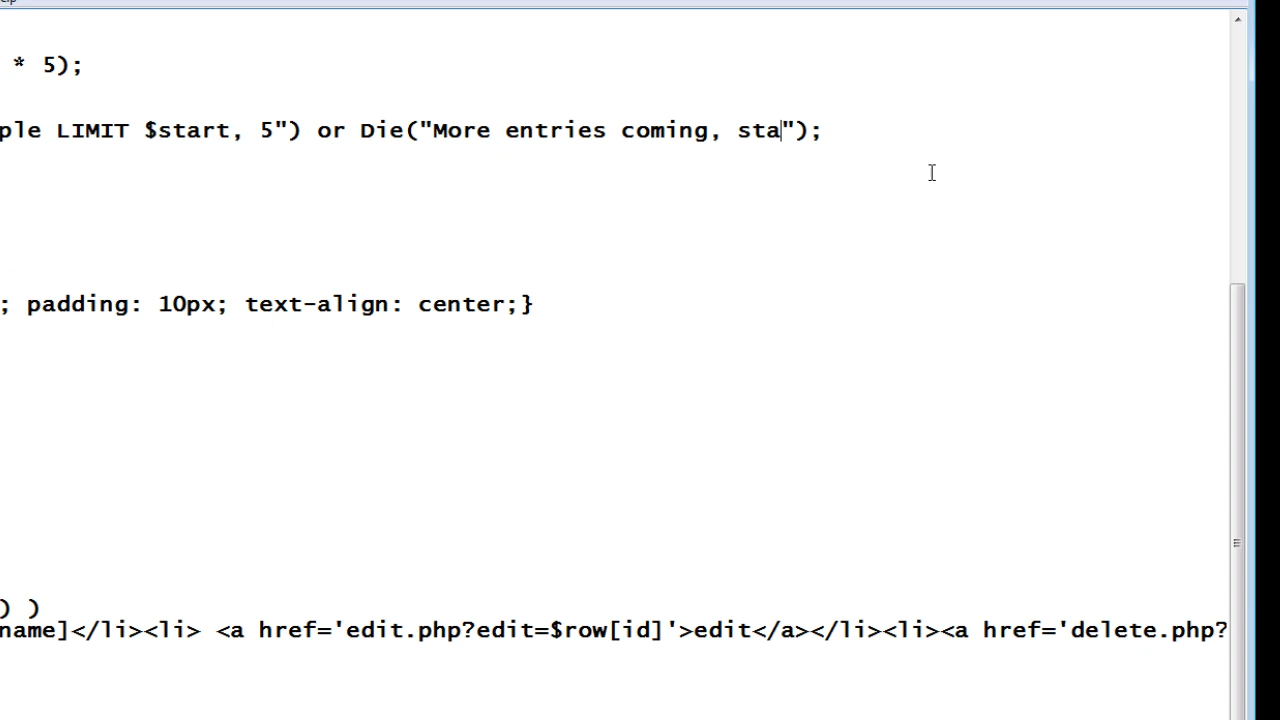 * 5);
ple LIMIT $start, 5") or Die("More entries coming, sta");
; padding: 10px; text-align: center;}
) )
name]</li><li> <a href='edit.php?edit=$row[id]'>edit</a></li><li><a href='delete.php?